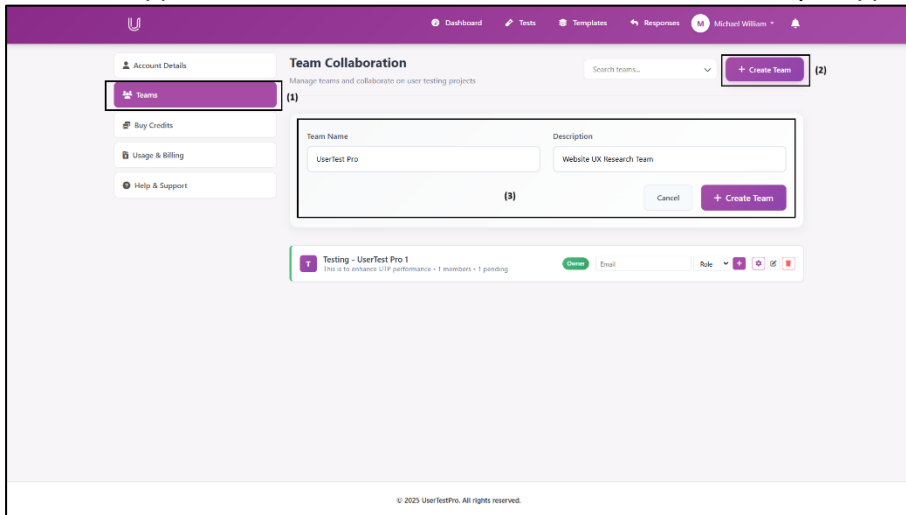 Dashboard Tests Templates Responses M Michael William
Account Details
Teams
(1)
Buy Credits
Usage & Billing
Help & Support
Team Collaboration
Manage teams and collaborate on user testing projects
Search teams...
+ Create Team
(2)
Team Name
UserTest Pro
Description
Website UX Research Team
(3)
Cancel
+ Create Team
T
Testing - UserTest Pro 1
This is to enhance UTP performance • 1 members • 1 pending
Owner
Email
Role
© 2025 UserTestPro. All rights reserved.